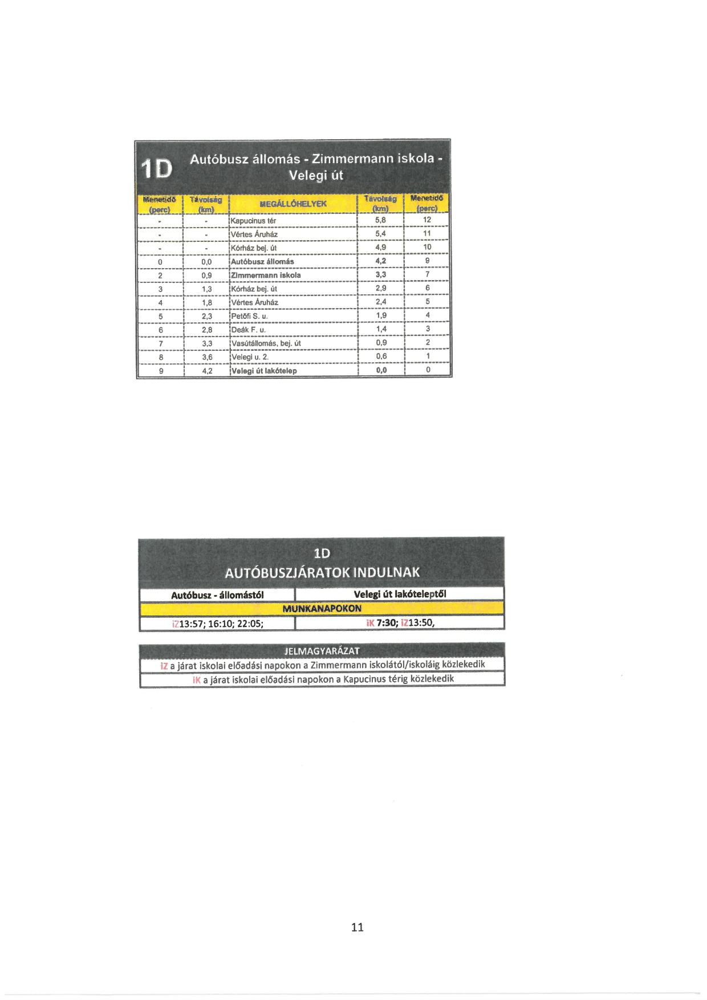 1D
Autóbusz állomás - Zimmermann iskola -
Velegi út
Menetidő (perc) Távolság (km) MEGÁLLÓHELYEK Távolság (km) Menetidő (perc)
- - Kapucinus tér 5,8 12
- - Vértes Áruház 5,4 11
- - Kórház bej. út 4,9 10
0 0,0 Autóbusz állomás 4,2 9
2 0,9 Zimmermann iskola 3,3 7
3 1,3 Kórház bej. út 2,9 6
4 1,8 Vértes Áruház 2,4 5
5 2,3 Petőfi S. u. 1,9 4
6 2,8 Deák F. u. 1,4 3
7 3,3 Vasútállomás, bej. út 0,9 2
8 3,6 Velegi u. 2. 0,6 1
9 4,2 Velegi út lakótelep 0,0 0
1D
AUTÓBUSZJÁRATOK INDULNAK
Autóbusz - állomástól Velegi út lakóteleptől
MUNKANAPOKON
iZ13:57; 16:10; 22:05; iK 7:30; iZ13:50,
JELMAGYARÁZAT
iZ a járat iskolai előadási napokon a Zimmermann iskolától/iskoláig közlekedik
iK a járat iskolai előadási napokon a Kapucinus térig közlekedik
11